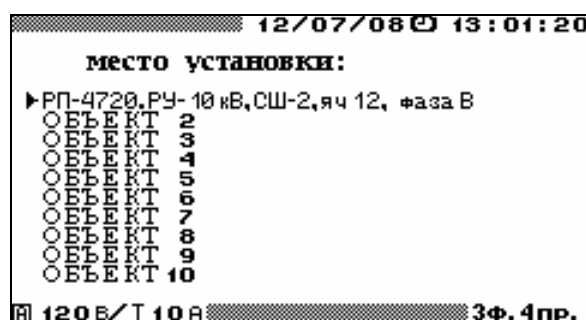 12/07/08 13:01:20
место установки:
РП-4720.РУ-10 кВ,СШ-2,яч 12, фаза В
ОБЪЕКТ 2
ОБЪЕКТ 3
ОБЪЕКТ 4
ОБЪЕКТ 5
ОБЪЕКТ 6
ОБЪЕКТ 7
ОБЪЕКТ 8
ОБЪЕКТ 9
ОБЪЕКТ 10
А 120В/Т10А 3Ф.4пр.